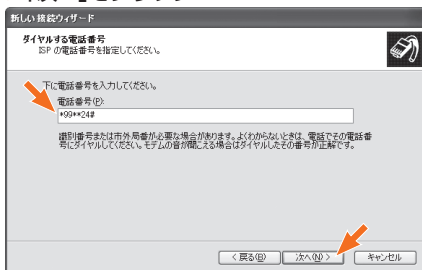 新しい接続ウィザード
ダイヤルする電話番号
ISP の電話番号を指定してください。
下に電話番号を入力してください。
電話番号(P):
*99**24#
識別番号または市外局番が必要な場合があります。よくわからないときは、電話でその電話番
号にダイヤルしてください。モデムの音が聞こえる場合はダイヤルしたその番号が正解です。
< 戻る(B)
次へ(N) >
キャンセル